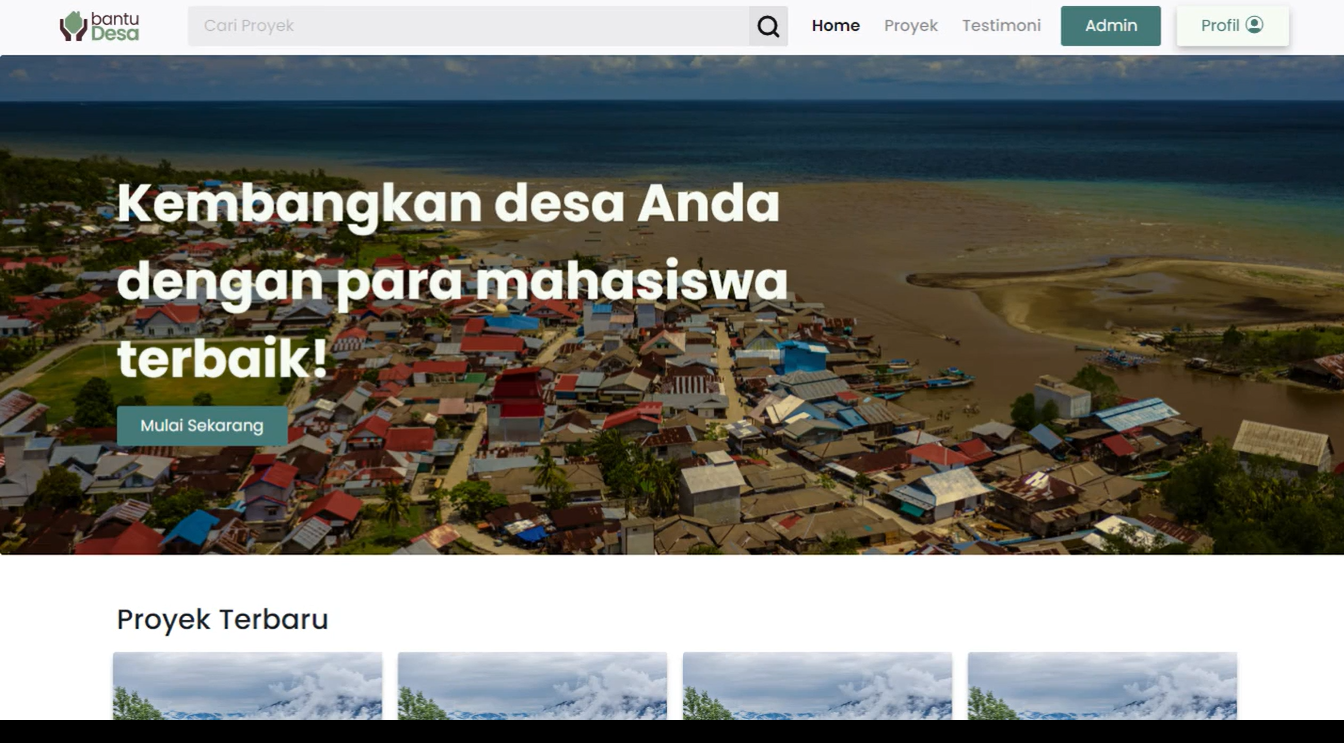 bantu
Desa
Cari Proyek
Home
Proyek
Testimoni
Admin
Profil
Kembangkan desa Anda
dengan para mahasiswa
terbaik!
Mulai Sekarang
Proyek Terbaru